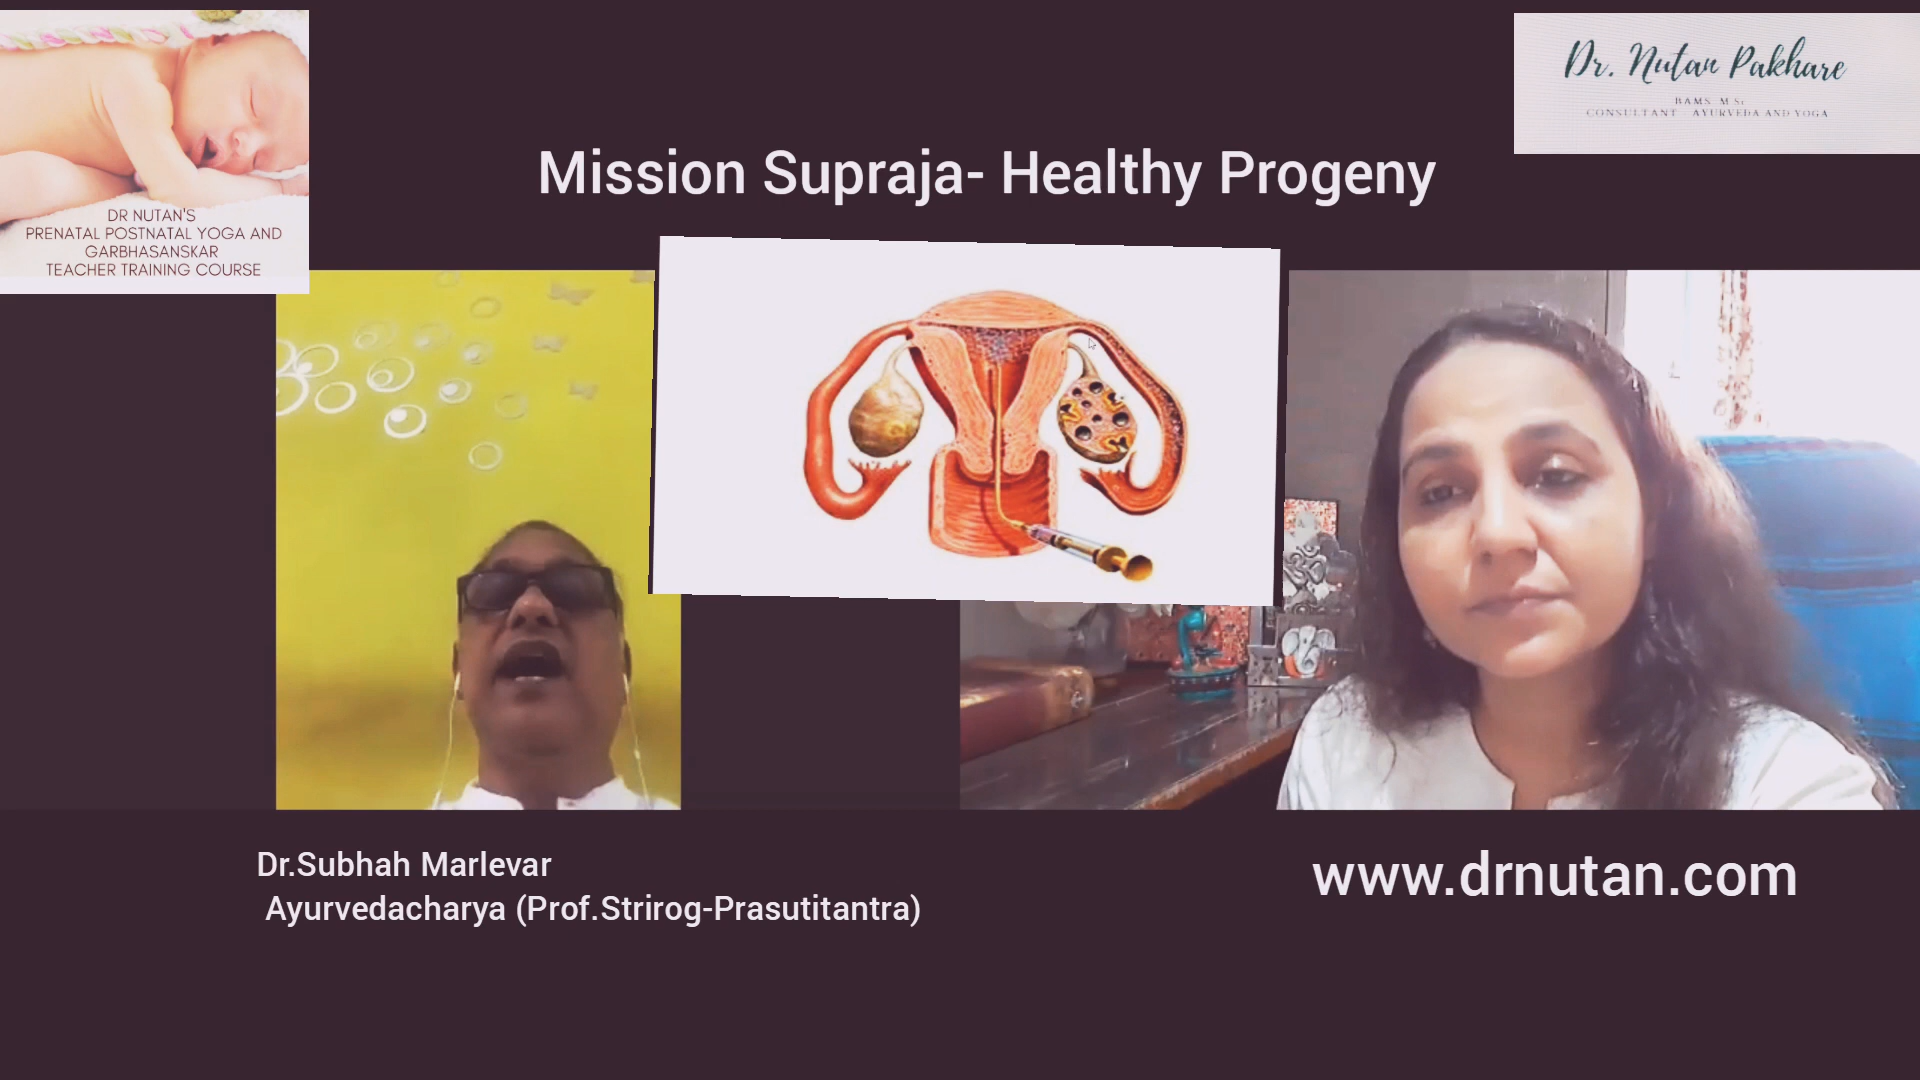 Dr. Nutan Pakhare
BAMS M.Sc
CONSULTANT - AYURVEDA AND YOGA
Mission Supraja- Healthy Progeny
DR NUTAN'S
PRENATAL POSTNATAL YOGA AND
GARBHASANSKAR
TEACHER TRAINING COURSE
Dr.Subhah Marlevar
Ayurvedacharya (Prof.Strirog-Prasutitantra)
www.drnutan.com